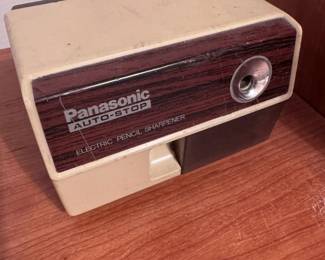 Panasonic
AUTO-STOP
ELECTRIC PENCIL SHARPENER